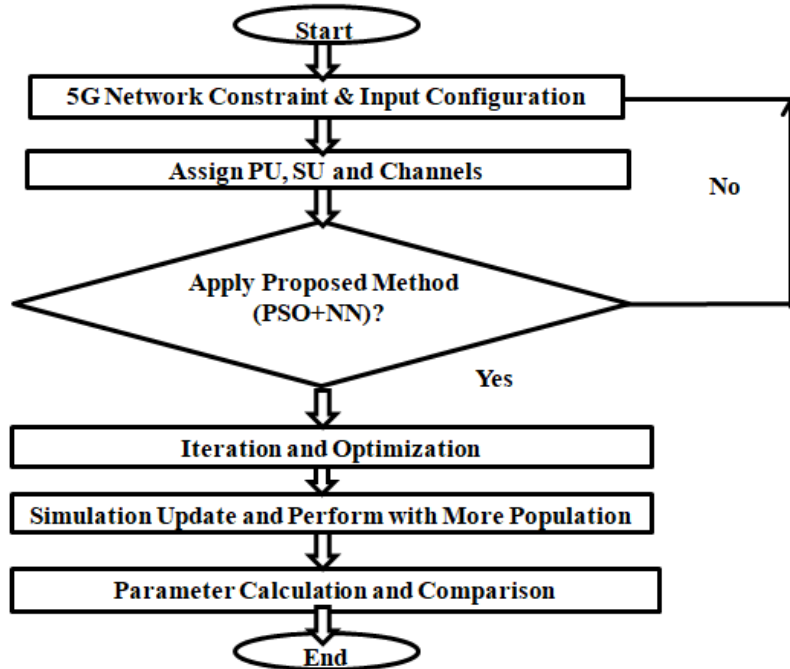 Start
5G Network Constraint & Input Configuration
Assign PU, SU and Channels
No
Apply Proposed Method
(PSO+NN)?
Yes
Iteration and Optimization
Simulation Update and Perform with More Population
Parameter Calculation and Comparison
End